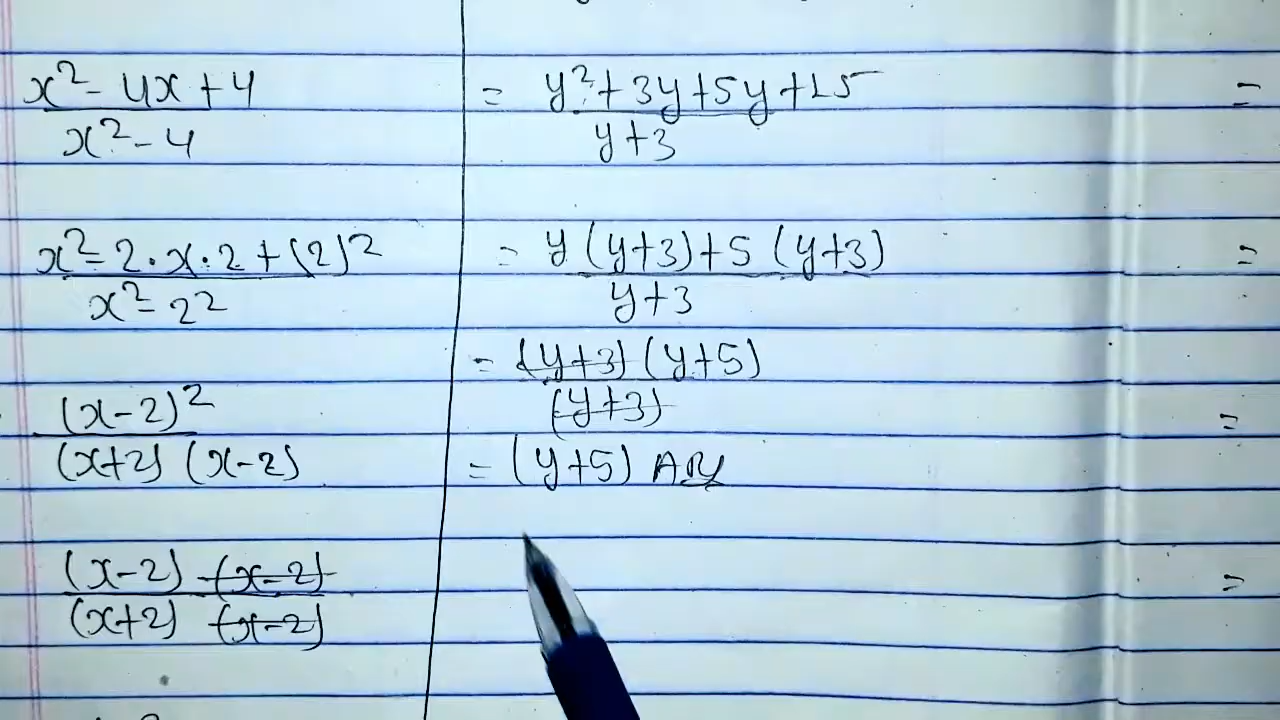 x² - 4x + 4
x² - 4
x² - 2·x·2 + (2)²
x² - 2²
(x-2)²
(x+2) (x-2)
(x-2) (x-2)
(x+2) (x-2)
= y² + 3y + 5y + 15
y + 3
= y (y+3) + 5 (y+3)
y + 3
= (y+3) (y+5)
(y+3)
= (y+5)
=
=
=
=